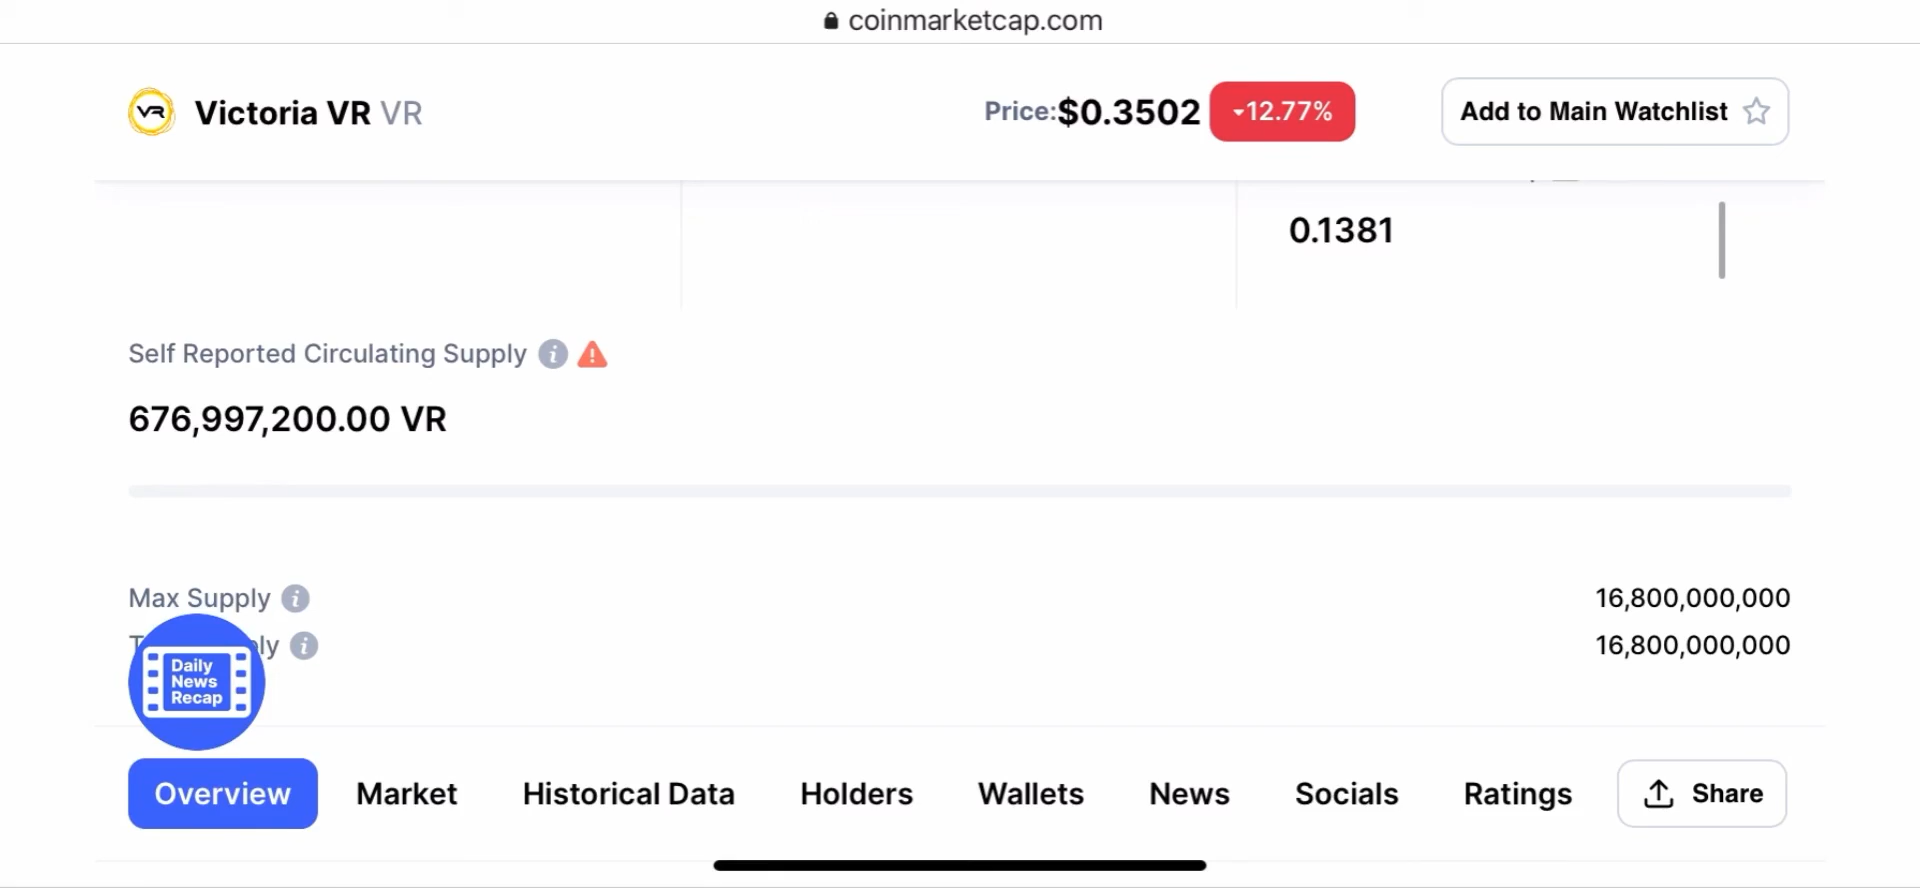 coinmarketcap.com
VR
Victoria VR VR
Price:$0.3502
-12.77%
Add to Main Watchlist
0.1381
Self Reported Circulating Supply
676,997,200.00 VR
Max Supply
16,800,000,000
16,800,000,000
Daily
News
Recap
Overview
Market
Historical Data
Holders
Wallets
News
Socials
Ratings
Share